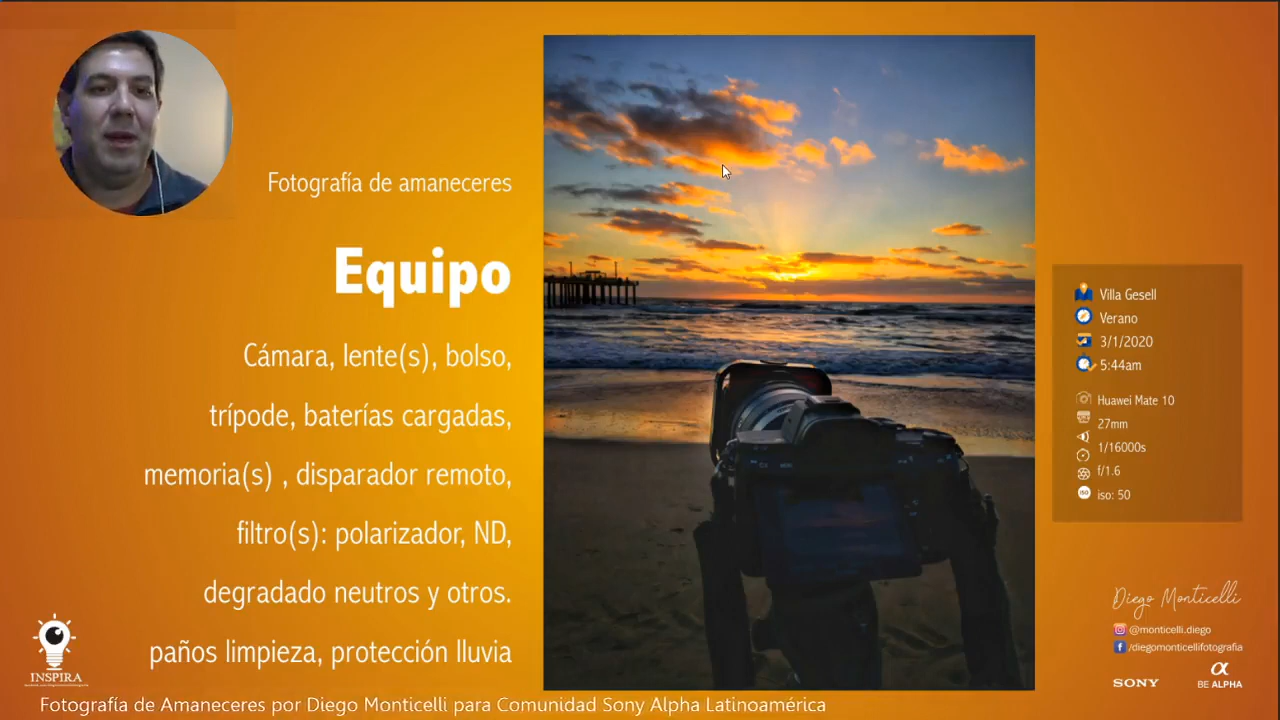 Fotografía de amaneceres
Equipo
Cámara, lente(s), bolso,
trípode, baterías cargadas,
memoria(s) , disparador remoto,
filtro(s): polarizador, ND,
degradado neutros y otros.
paños limpieza, protección lluvia
Villa Gesell
Verano
3/1/2020
5:44am
Huawei Mate 10
27mm
1/16000s
f/1.6
iso: 50
Diego Monticelli
@monticelli.diego
/diegomonticellifotografia
SONY
α
BE ALPHA
INSPIRA
Fotografía de Amaneceres por Diego Monticelli para Comunidad Sony Alpha Latinoamérica